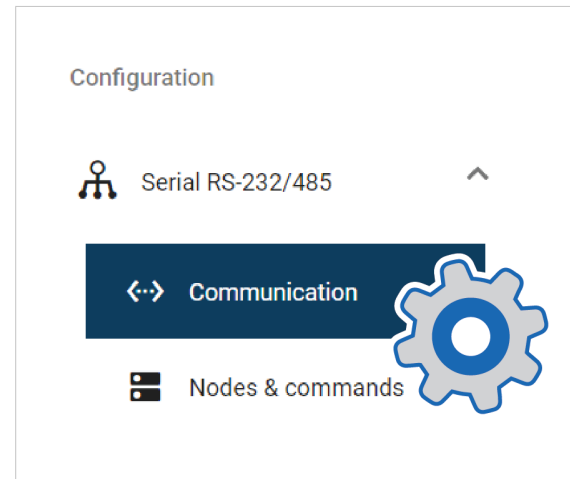 Configuration
Serial RS-232/485
Communication
Nodes & commands